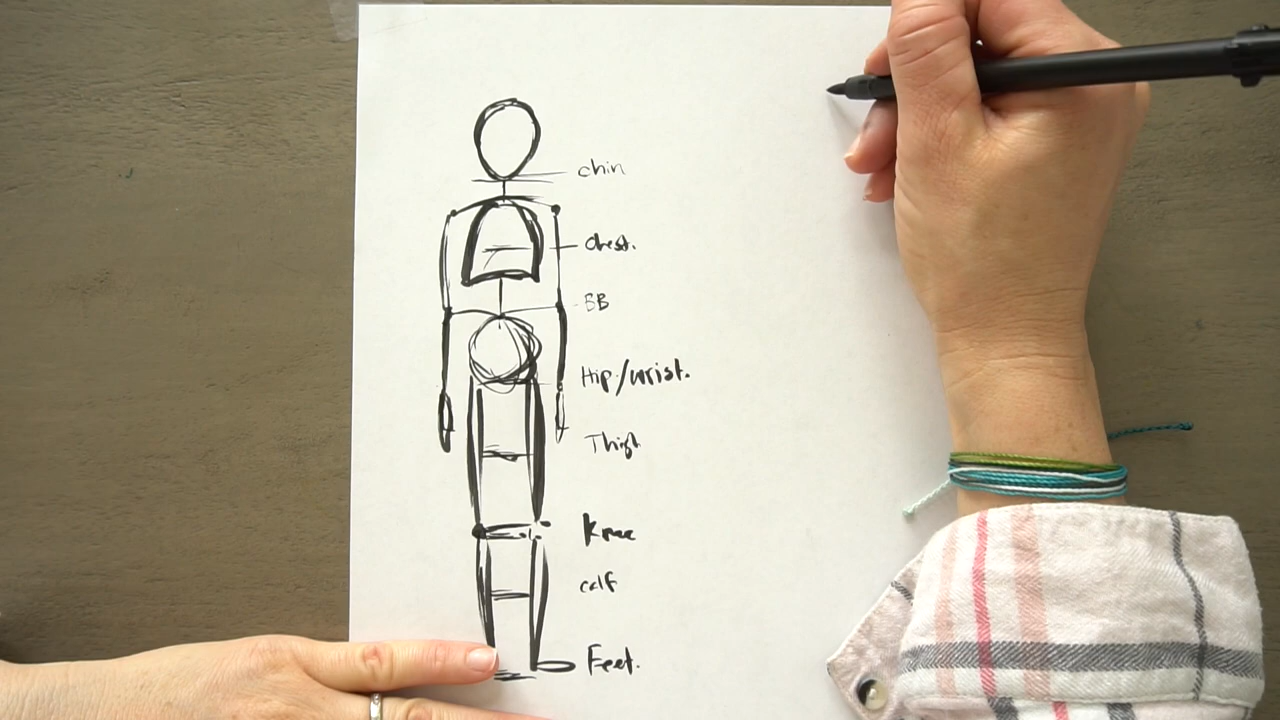 chin
chest.
BB
Hip/wrist.
Thigh
Knee
calf
Feet.